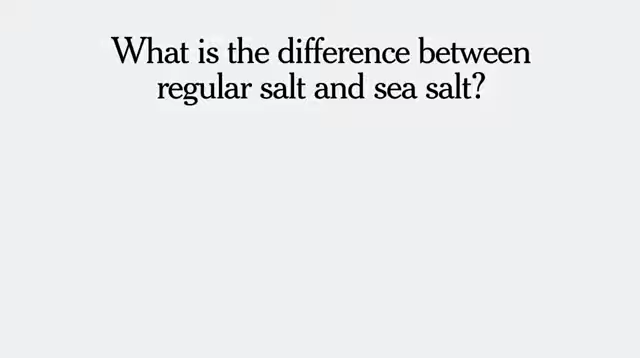 What is the difference between
regular salt and sea salt?